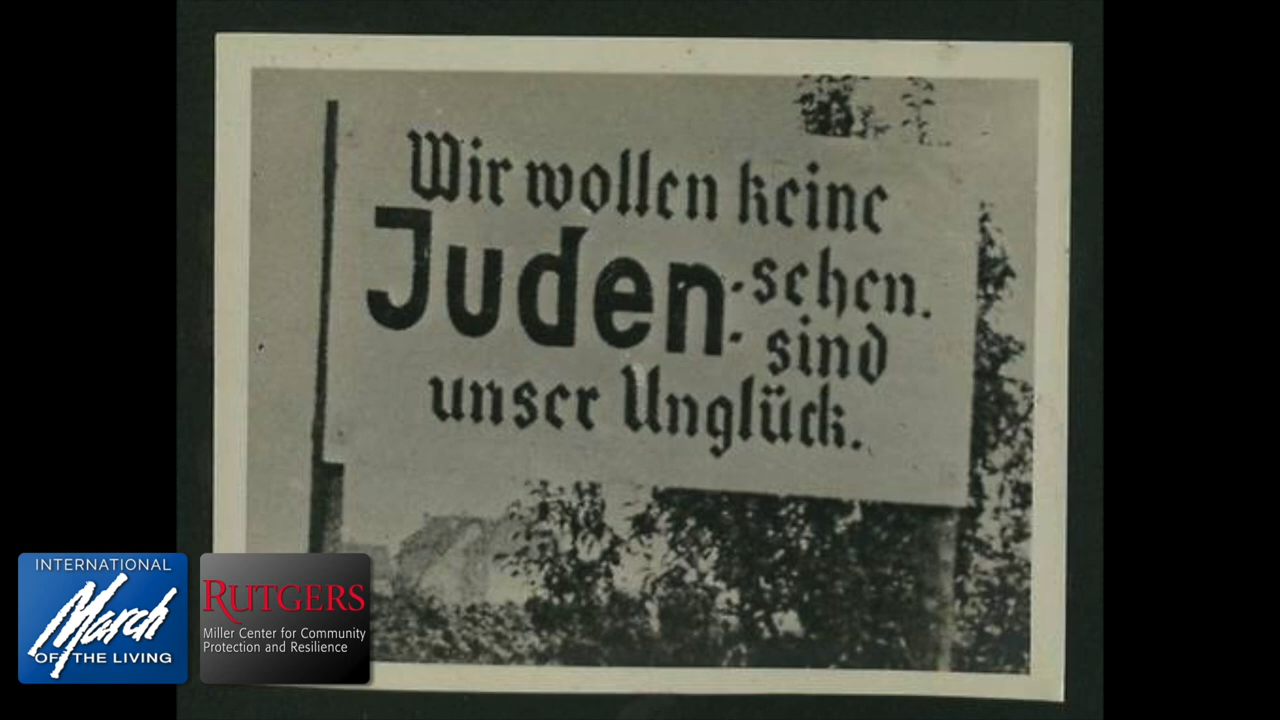 Wir wollen keine
Juden: sehen.
sind
unser Unglück.
INTERNATIONAL
March
OF THE LIVING
RUTGERS
Miller Center for Community
Protection and Resilience